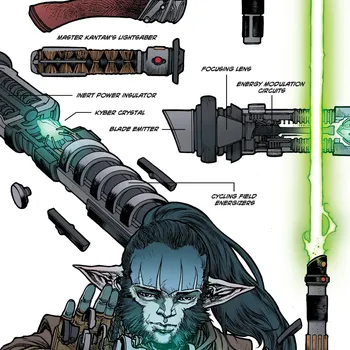 MASTER KANTAM'S LIGHTSABER
FOCUSING LENS
ENERGY MODULATION
CIRCUITS
INERT POWER INSULATOR
KYBER CRYSTAL
BLADE EMITTER
CYCLING FIELD
ENERGIZERS